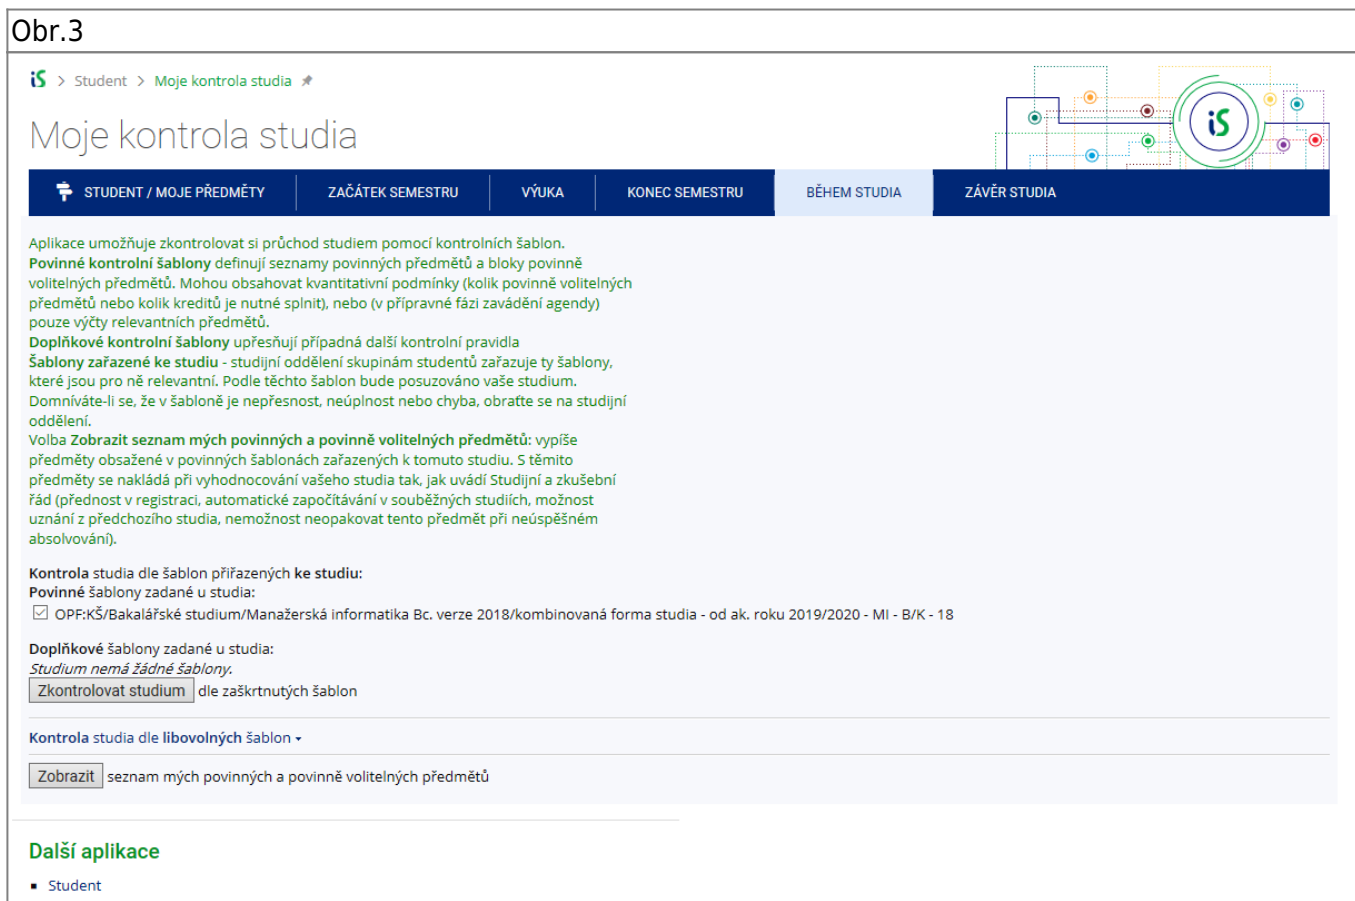 Obr.3
iS > Student > Moje kontrola studia
iS
Moje kontrola studia
STUDENT / MOJE PŘEDMĚTY ZAČÁTEK SEMESTRU VÝUKA KONEC SEMESTRU BĚHEM STUDIA ZÁVĚR STUDIA
Aplikace umožňuje zkontrolovat si průchod studiem pomocí kontrolních šablon.
Povinné kontrolní šablony definují seznamy povinných předmětů a bloky povinně
volitelných předmětů. Mohou obsahovat kvantitativní podmínky (kolik povinně volitelných
předmětů nebo kolik kreditů je nutné splnit), nebo (v přípravné fázi zavádění agendy)
pouze výčty relevantních předmětů.
Doplňkové kontrolní šablony upřesňují případná další kontrolní pravidla
Šablony zařazené ke studiu - studijní oddělení skupinám studentů zařazuje ty šablony,
které jsou pro ně relevantní. Podle těchto šablon bude posuzováno vaše studium.
Domníváte-li se, že v šabloně je nepřesnost, neúplnost nebo chyba, obraťte se na studijní
oddělení.
Volba Zobrazit seznam mých povinných a povinně volitelných předmětů: vypíše
předměty obsažené v povinných šablonách zařazených k tomuto studiu. S těmito
předměty se nakládá při vyhodnocování vašeho studia tak, jak uvádí Studijní a zkušební
řád (přednost v registraci, automatické započítávání v souběžných studiích, možnost
uznání z předchozího studia, nemožnost neopakovat tento předmět při neúspěšném
absolvování).
Kontrola studia dle šablon přiřazených ke studiu:
Povinné šablony zadané u studia:
OPF:KŠ/Bakalářské studium/Manažerská informatika Bc. verze 2018/kombinovaná forma studia - od ak. roku 2019/2020 - MI - B/K - 18
Doplňkové šablony zadané u studia:
Studium nemá žádné šablony.
Zkontrolovat studium dle zaškrtnutých šablon
Kontrola studia dle libovolných šablon
Zobrazit seznam mých povinných a povinně volitelných předmětů
Další aplikace
Student